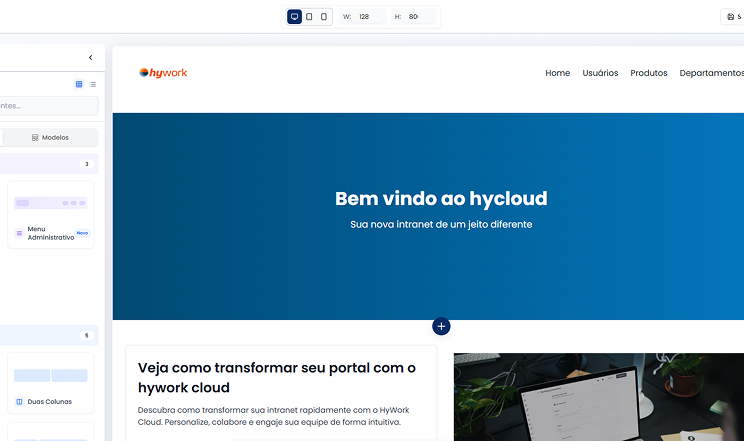 W: 128 H: 80
S
hywork
Home Usuários Produtos Departamentos
ntes...
Modelos
3
Menu
Administrativo
Novo
Bem vindo ao hycloud
Sua nova intranet de um jeito diferente
5
Duas Colunas
Veja como transformar seu portal com o
hywork cloud
Descubra como transformar sua intranet rapidamente com o HyWork
Cloud. Personalize, colabore e engaje sua equipe de forma intuitiva.